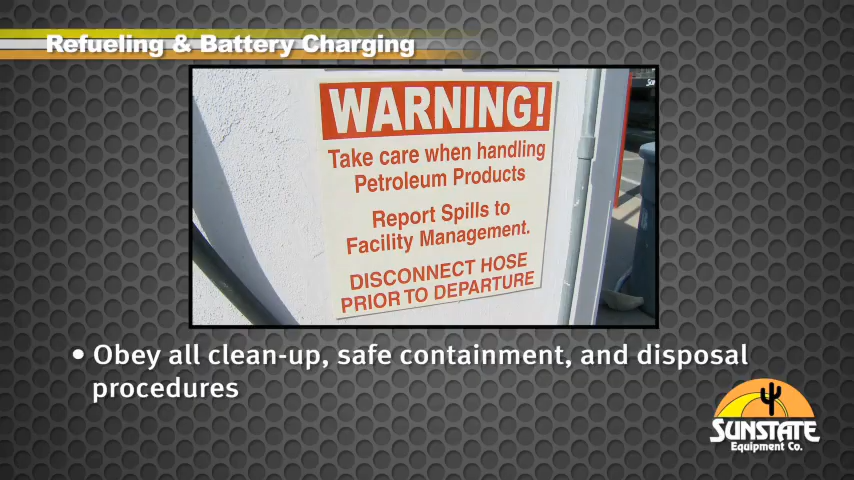 Refueling & Battery Charging
WARNING!
Take care when handling
Petroleum Products
Report Spills to
Facility Management.
DISCONNECT HOSE
PRIOR TO DEPARTURE
• Obey all clean-up, safe containment, and disposal
procedures
SUNSTATE
Equipment Co.